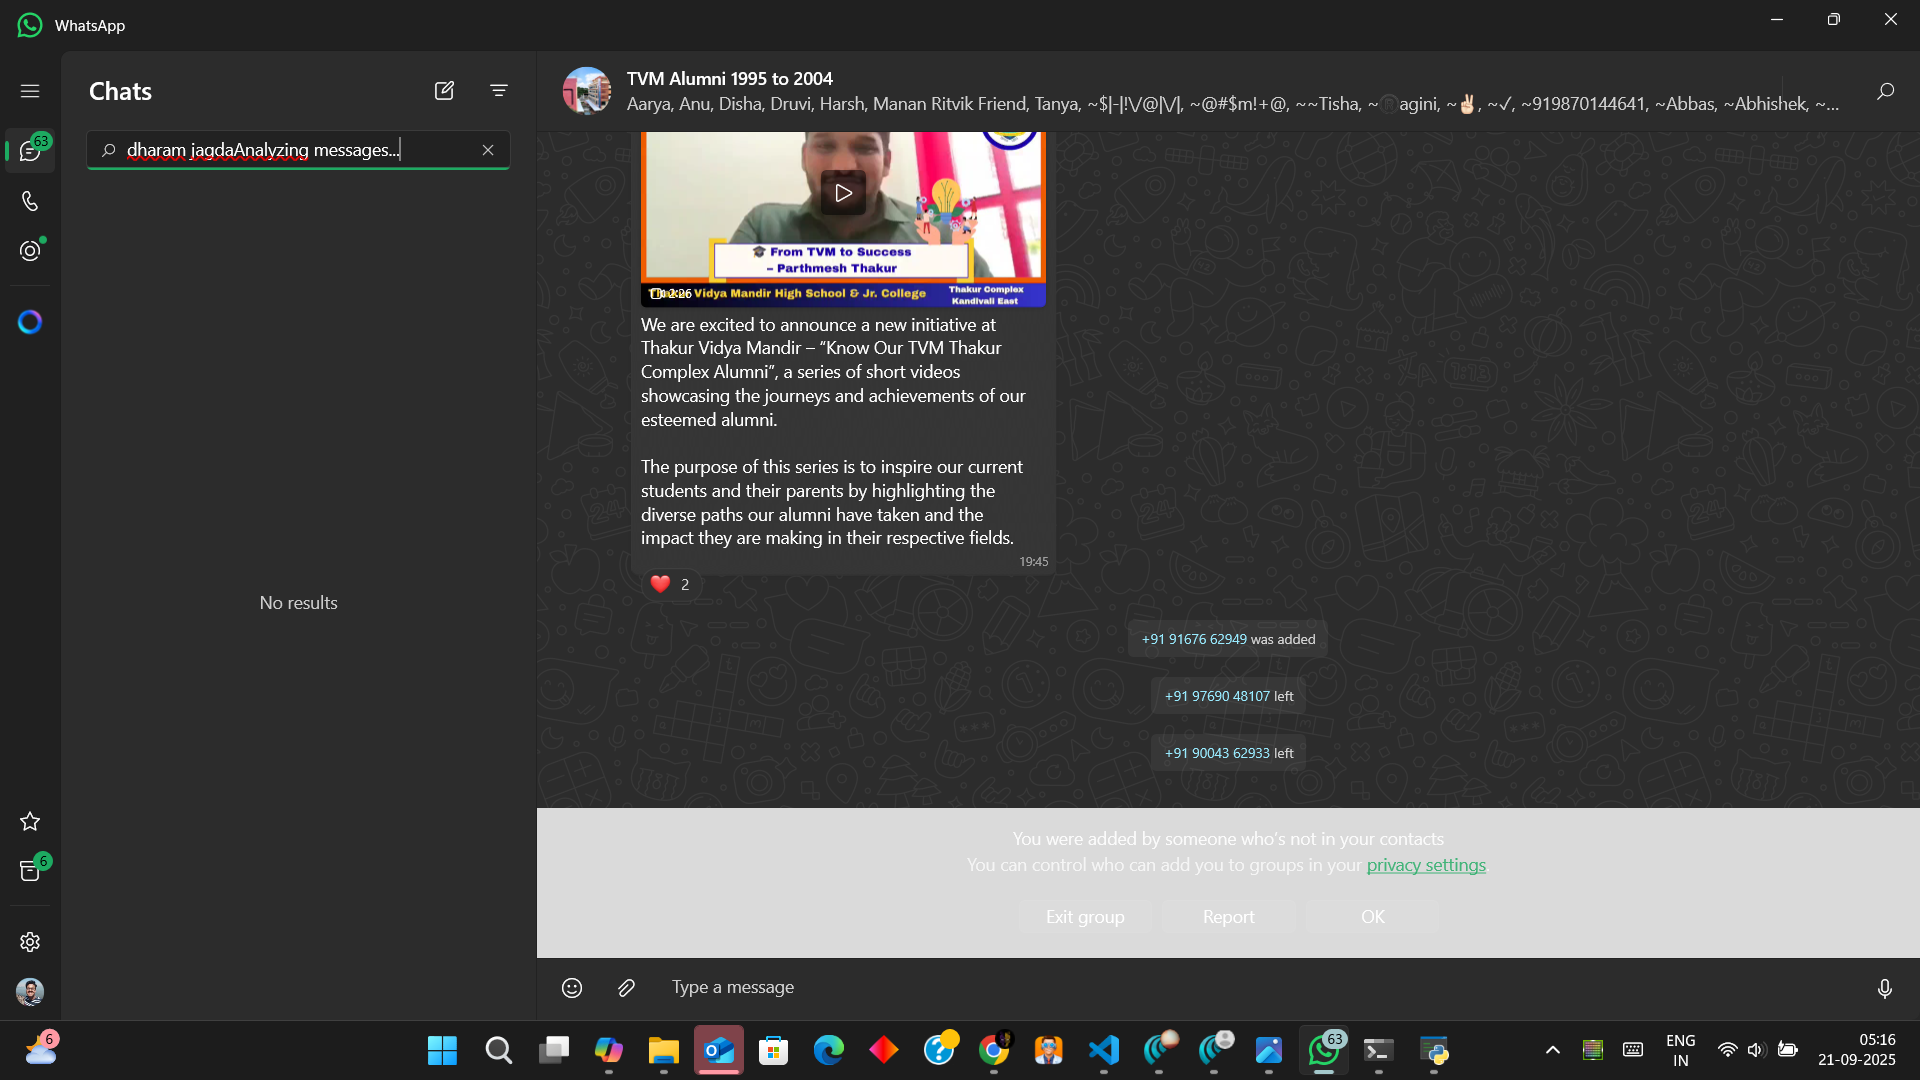 WhatsApp
Chats
63
dharam jagdaAnalyzing messages...
No results
6
TVM Alumni 1995 to 2004
Aarya, Anu, Disha, Druvi, Harsh, Manan Ritvik Friend, Tanya, ~$|-|!\/@|\/|, ~@#$m!+@, ~~Tisha, ~®agini, ~✌🏻, ~✓, ~919870144641, ~Abbas, ~Abhishek, ~...
🎓 From TVM to Success
– Parthmesh Thakur
2:26
Vidya Mandir High School & Jr. College
Thakur Complex
Kandivali East
We are excited to announce a new initiative at
Thakur Vidya Mandir – “Know Our TVM Thakur
Complex Alumni”, a series of short videos
showcasing the journeys and achievements of our
esteemed alumni.
The purpose of this series is to inspire our current
students and their parents by highlighting the
diverse paths our alumni have taken and the
impact they are making in their respective fields.
19:45
❤️ 2
+91 91676 62949 was added
+91 97690 48107 left
+91 90043 62933 left
You were added by someone who's not in your contacts
You can control who can add you to groups in your privacy settings.
Exit group
Report
OK
Type a message
6
63
ENG
IN
05:16
21-09-2025